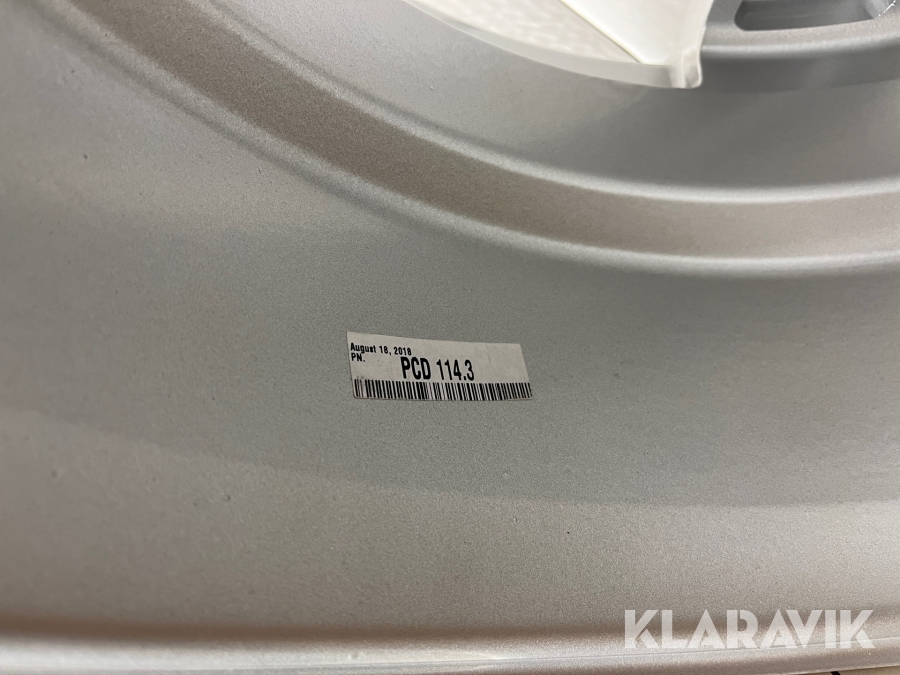 August 18, 2018
PN.
PCD 114.3
KLARAVIK